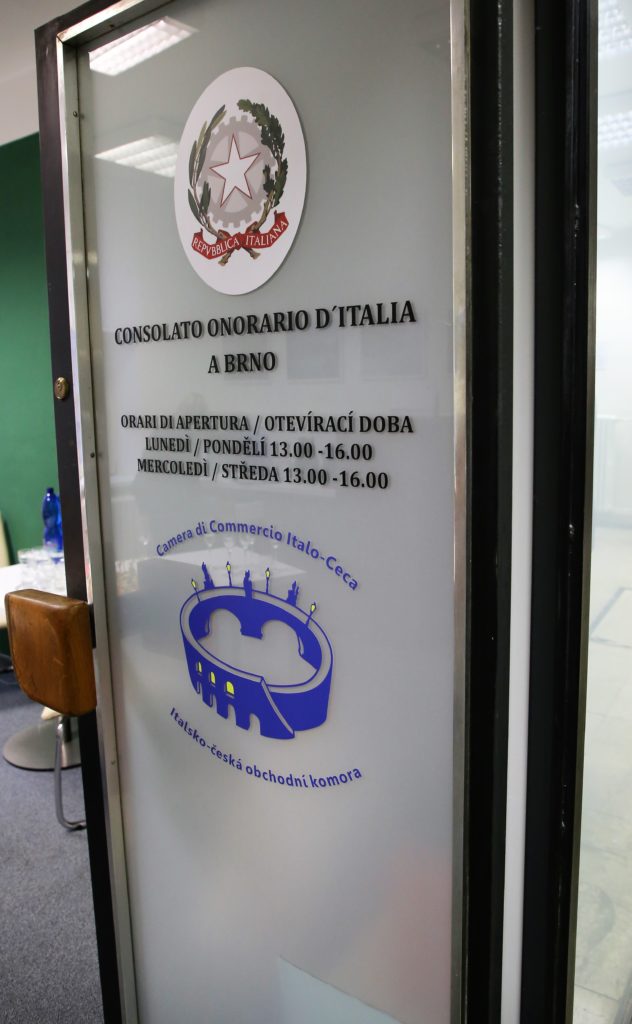 REPVBBLICA ITALIANA
CONSOLATO ONORARIO D´ITALIA
A BRNO
ORARI DI APERTURA / OTEVÍRACÍ DOBA
LUNEDÌ / PONDĚLÍ 13.00 -16.00
MERCOLEDÌ / STŘEDA 13.00 -16.00
Camera di Commercio Italo-Ceca
Italsko-česká obchodní komora